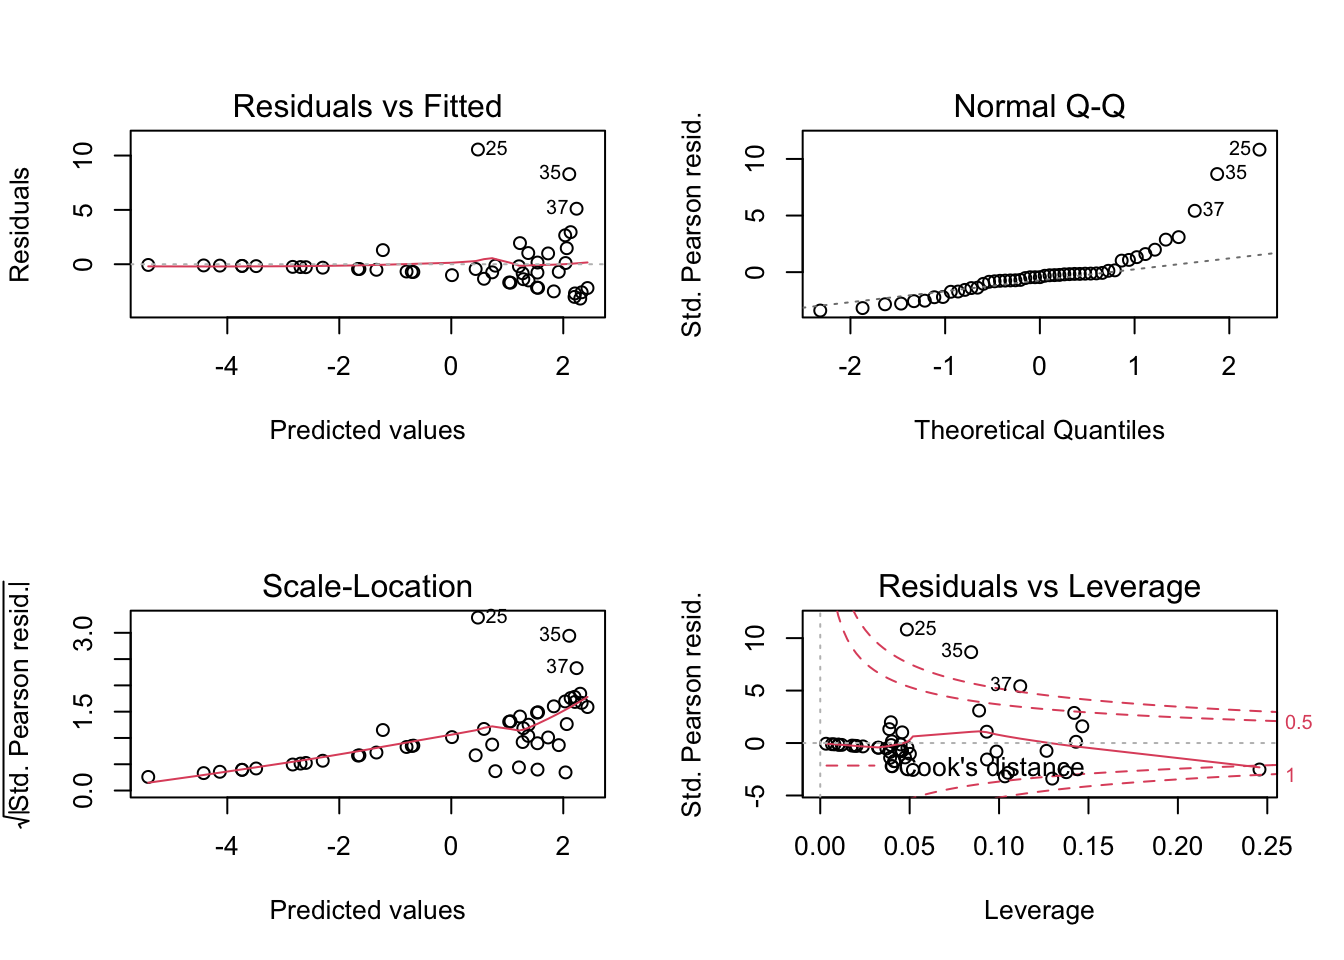 Residuals vs Fitted
Residuals
10
5
0
25
35
37
-4 -2 0 2
Predicted values
Normal Q-Q
Std. Pearson resid.
10
5
0
25
35
37
-2 -1 0 1 2
Theoretical Quantiles
Scale-Location
√|Std. Pearson resid.|
3.0
1.5
0.0
25
35
37
-4 -2 0 2
Predicted values
Residuals vs Leverage
Std. Pearson resid.
10
5
0
-5
25
35
37
0.5
1
Cook's distance
0.00 0.05 0.10 0.15 0.20 0.25
Leverage